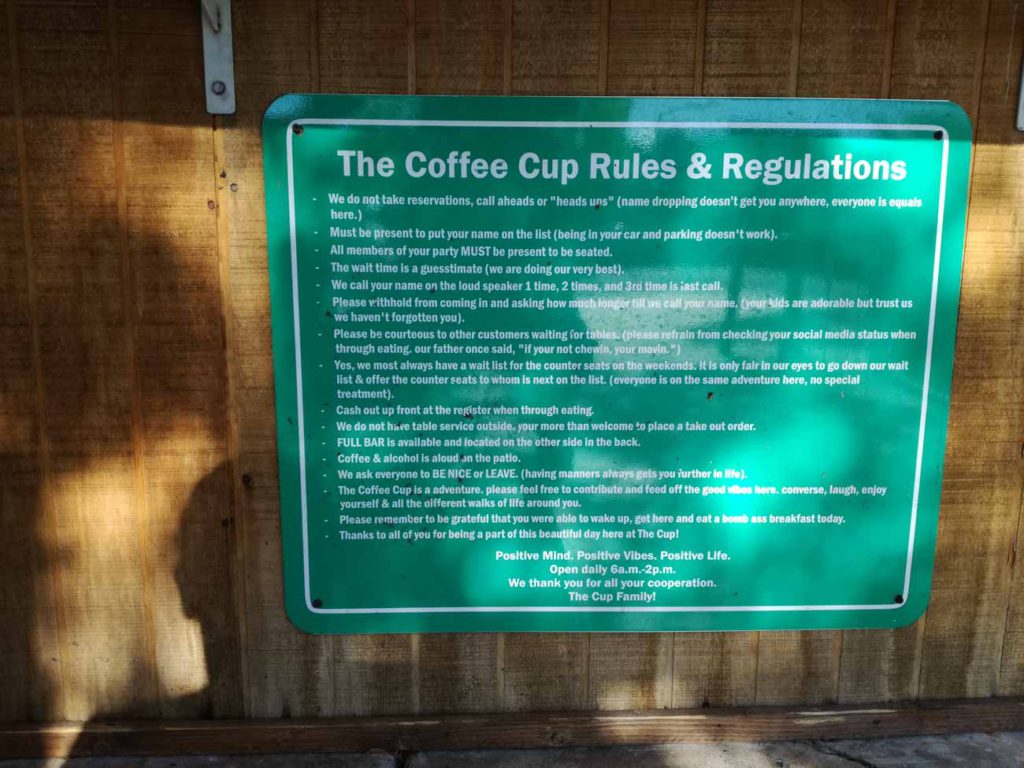 The Coffee Cup Rules & Regulations
- We do not take reservations, call aheads or "heads ups" (name dropping doesn't get you anywhere, everyone is equals
here.)
- Must be present to put your name on the list (being in your car and parking doesn't work).
- All members of your party MUST be present to be seated.
- The wait time is a guesstimate (we are doing our very best).
- We call your name on the loud speaker 1 time, 2 times, and 3rd time is last call.
- Please withhold from coming in and asking how much longer till we call your name. (your kids are adorable but trust us
we haven't forgotten you).
- Please be courteous to other customers waiting for tables. (please refrain from checking your social media status when
through eating. our father once said, "if your not chewin, your movin.")
- Yes, we most always have a wait list for the counter seats on the weekends. it is only fair in our eyes to go down our wait
list & offer the counter seats to whom is next on the list. (everyone is on the same adventure here, no special
treatment).
- Cash out up front at the register when through eating.
- We do not have table service outside. your more than welcome to place a take out order.
- FULL BAR is available and located on the other side in the back.
- Coffee & alcohol is aloud on the patio.
- We ask everyone to BE NICE or LEAVE. (having manners always gets you further in life).
- The Coffee Cup is a adventure. please feel free to contribute and feed off the good vibes here. converse, laugh, enjoy
yourself & all the different walks of life around you.
- Please remember to be grateful that you were able to wake up, get here and eat a bomb ass breakfast today.
- Thanks to all of you for being a part of this beautiful day here at The Cup!
Positive Mind. Positive Vibes. Positive Life.
Open daily 6a.m.-2p.m.
We thank you for all your cooperation.
The Cup Family!